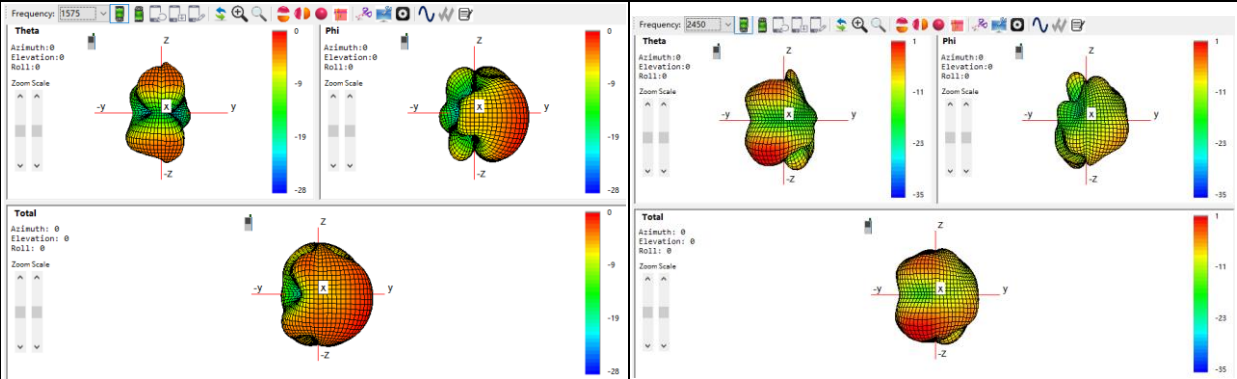 Frequency: 1575
Theta
Azimuth:0
Elevation:0
Roll:0
Zoom Scale
Z
-y
X
y
-Z
0
-9
-19
-28
Phi
Azimuth:0
Elevation:0
Roll:0
Zoom Scale
Z
-y
X
y
-Z
0
-9
-19
-28
Total
Azimuth: 0
Elevation: 0
Roll: 0
Zoom Scale
Z
-y
X
y
-Z
0
-9
-19
-28
Frequency: 2450
Theta
Azimuth:0
Elevation:0
Roll:0
Zoom Scale
Z
-y
X
y
-Z
1
-11
-23
-35
Phi
Azimuth:0
Elevation:0
Roll:0
Zoom Scale
Z
-y
X
y
-Z
1
-11
-23
-35
Total
Azimuth: 0
Elevation: 0
Roll: 0
Zoom Scale
Z
-y
X
y
-Z
1
-11
-23
-35